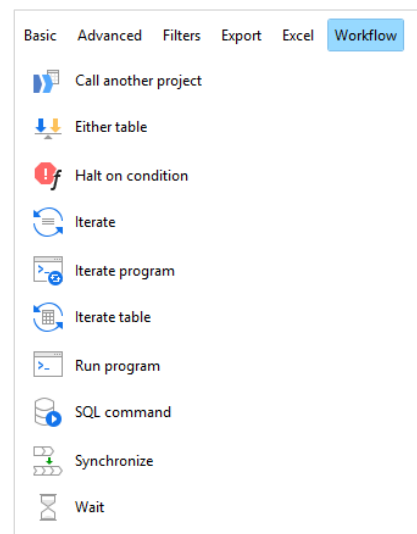 Basic Advanced Filters Export Excel Workflow
Call another project
Either table
Halt on condition
Iterate
Iterate program
Iterate table
Run program
SQL command
Synchronize
Wait